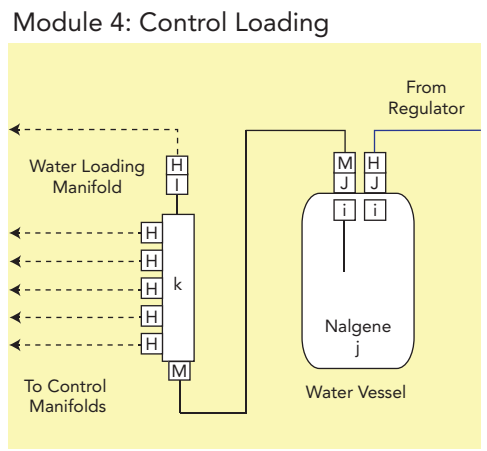 Module 4: Control Loading
From
Regulator
Water Loading
Manifold
H
I
M
H
J
J
i
i
H
H
H
H
H
k
M
Nalgene
j
To Control
Manifolds
Water Vessel